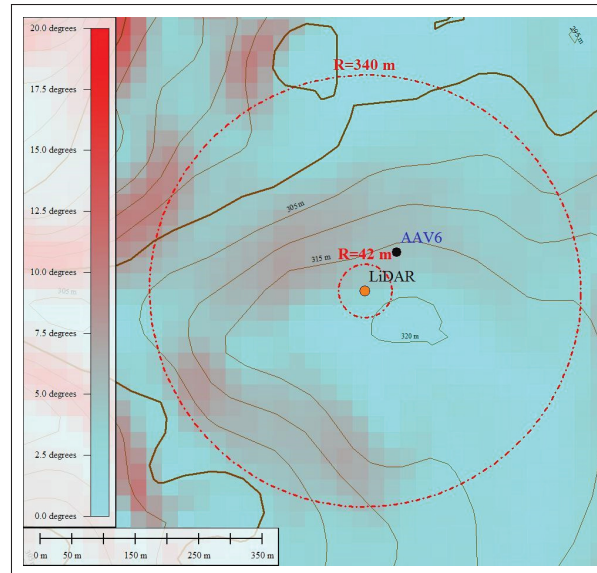 20.0 degrees
295 m
R=340 m
17.5 degrees
15.0 degrees
12.5 degrees
305 m
AAV6
10.0 degrees
315 m
R=42 m
LiDAR
305 m
320 m
7.5 degrees
5.0 degrees
2.5 degrees
0.0 degrees
0 m 50 m 150 m 250 m 350 m